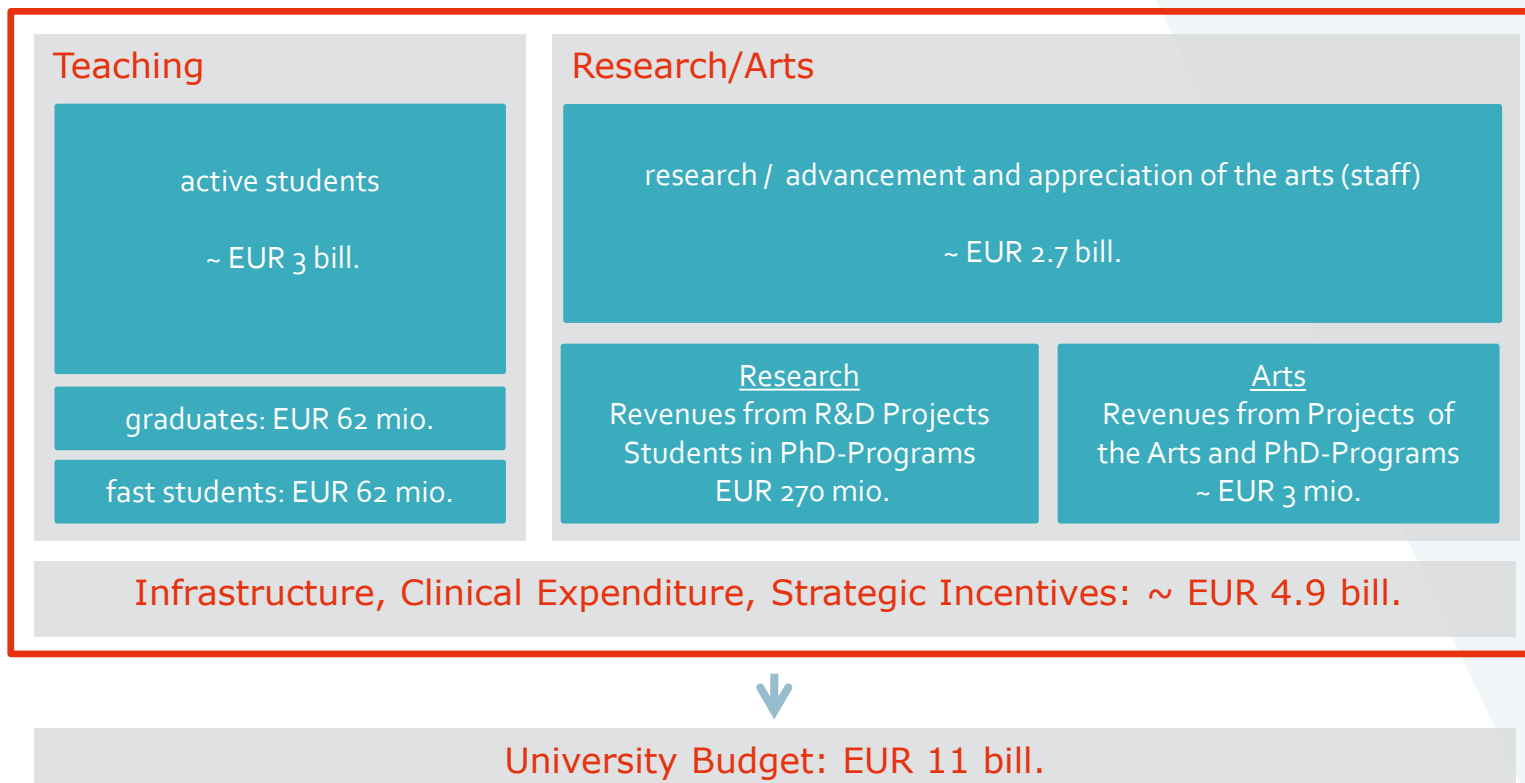 Teaching
active students
~ EUR 3 bill.
graduates: EUR 62 mio.
fast students: EUR 62 mio.
Research/Arts
research / advancement and appreciation of the arts (staff)
~ EUR 2.7 bill.
Research
Revenues from R&D Projects
Students in PhD-Programs
EUR 270 mio.
Arts
Revenues from Projects of
the Arts and PhD-Programs
~ EUR 3 mio.
Infrastructure, Clinical Expenditure, Strategic Incentives: ~ EUR 4.9 bill.
University Budget: EUR 11 bill.